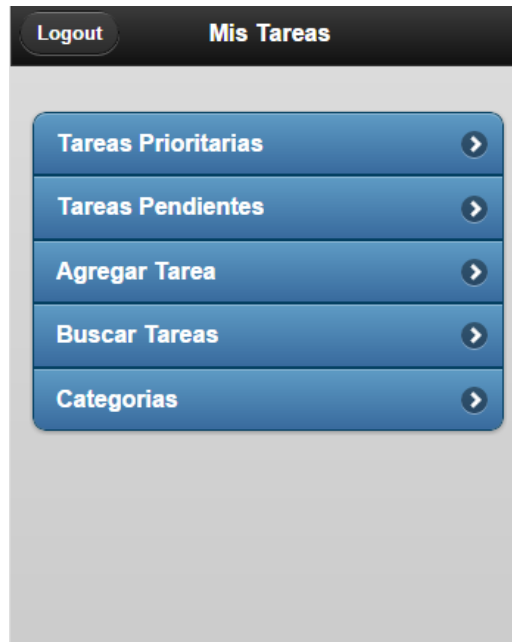 Logout Mis Tareas
Tareas Prioritarias
Tareas Pendientes
Agregar Tarea
Buscar Tareas
Categorias